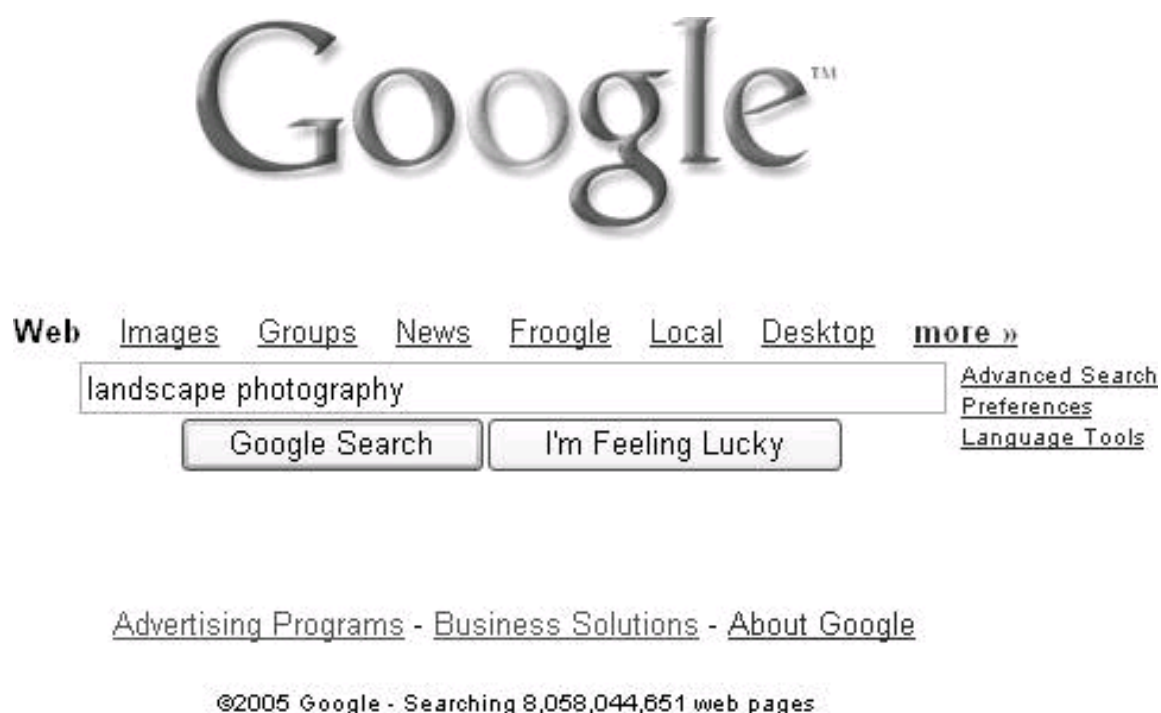 Google™
Web Images Groups News Froogle Local Desktop more »
landscape photography
Advanced Search
Preferences
Language Tools
Google Search I'm Feeling Lucky
Advertising Programs - Business Solutions - About Google
©2005 Google - Searching 8,058,044,651 web pages